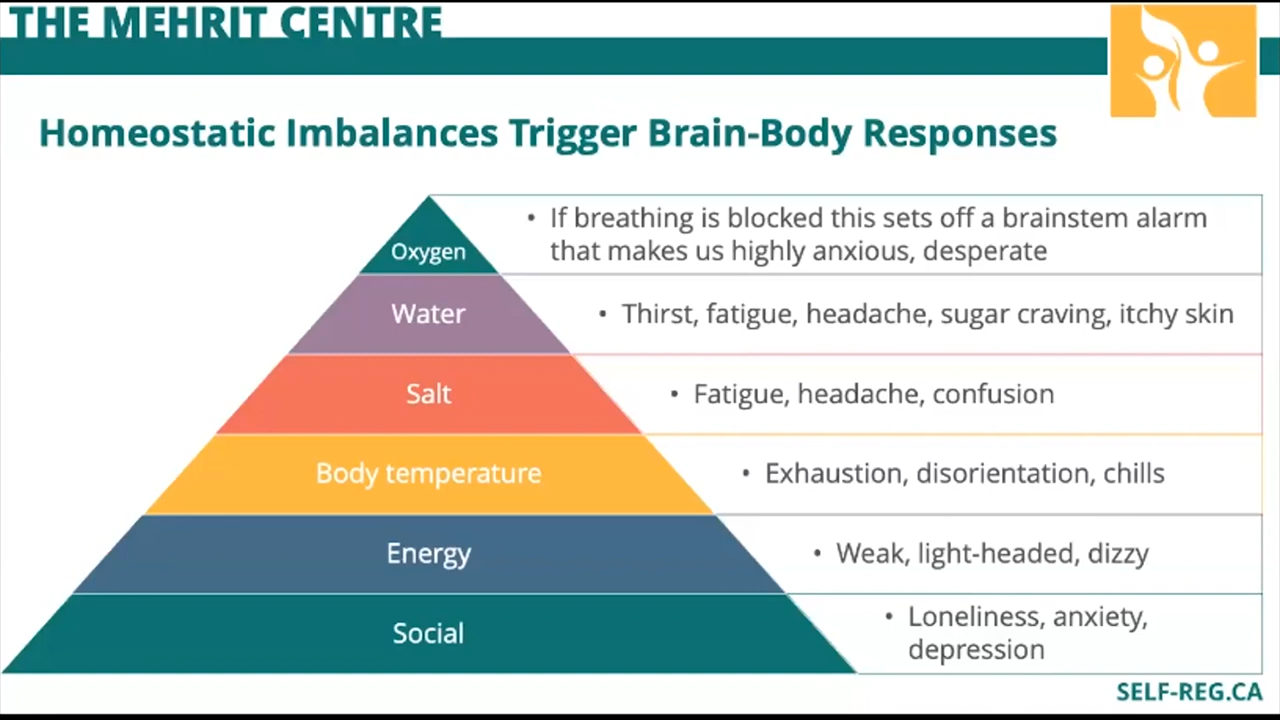 THE MEHRIT CENTRE
Homeostatic Imbalances Trigger Brain-Body Responses
Oxygen
• If breathing is blocked this sets off a brainstem alarm
that makes us highly anxious, desperate
Water
• Thirst, fatigue, headache, sugar craving, itchy skin
Salt
• Fatigue, headache, confusion
Body temperature
• Exhaustion, disorientation, chills
Energy
• Weak, light-headed, dizzy
Social
• Loneliness, anxiety,
depression
SELF-REG.CA